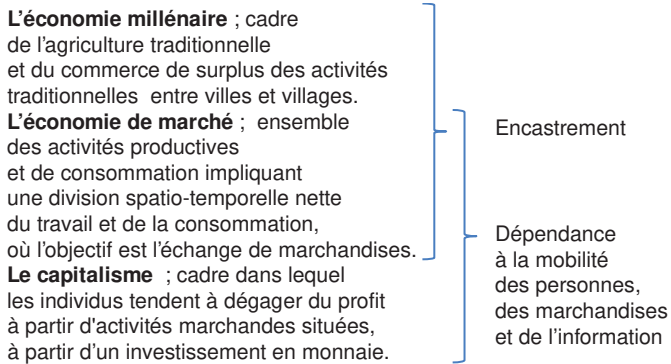 L’économie millénaire ; cadre
de l’agriculture traditionnelle
et du commerce de surplus des activités
traditionnelles entre villes et villages.
L’économie de marché ; ensemble
des activités productives
et de consommation impliquant
une division spatio-temporelle nette
du travail et de la consommation,
où l’objectif est l’échange de marchandises.
Le capitalisme ; cadre dans lequel
les individus tendent à dégager du profit
à partir d'activités marchandes situées,
à partir d’un investissement en monnaie.
Encastrement
Dépendance
à la mobilité
des personnes,
des marchandises
et de l’information